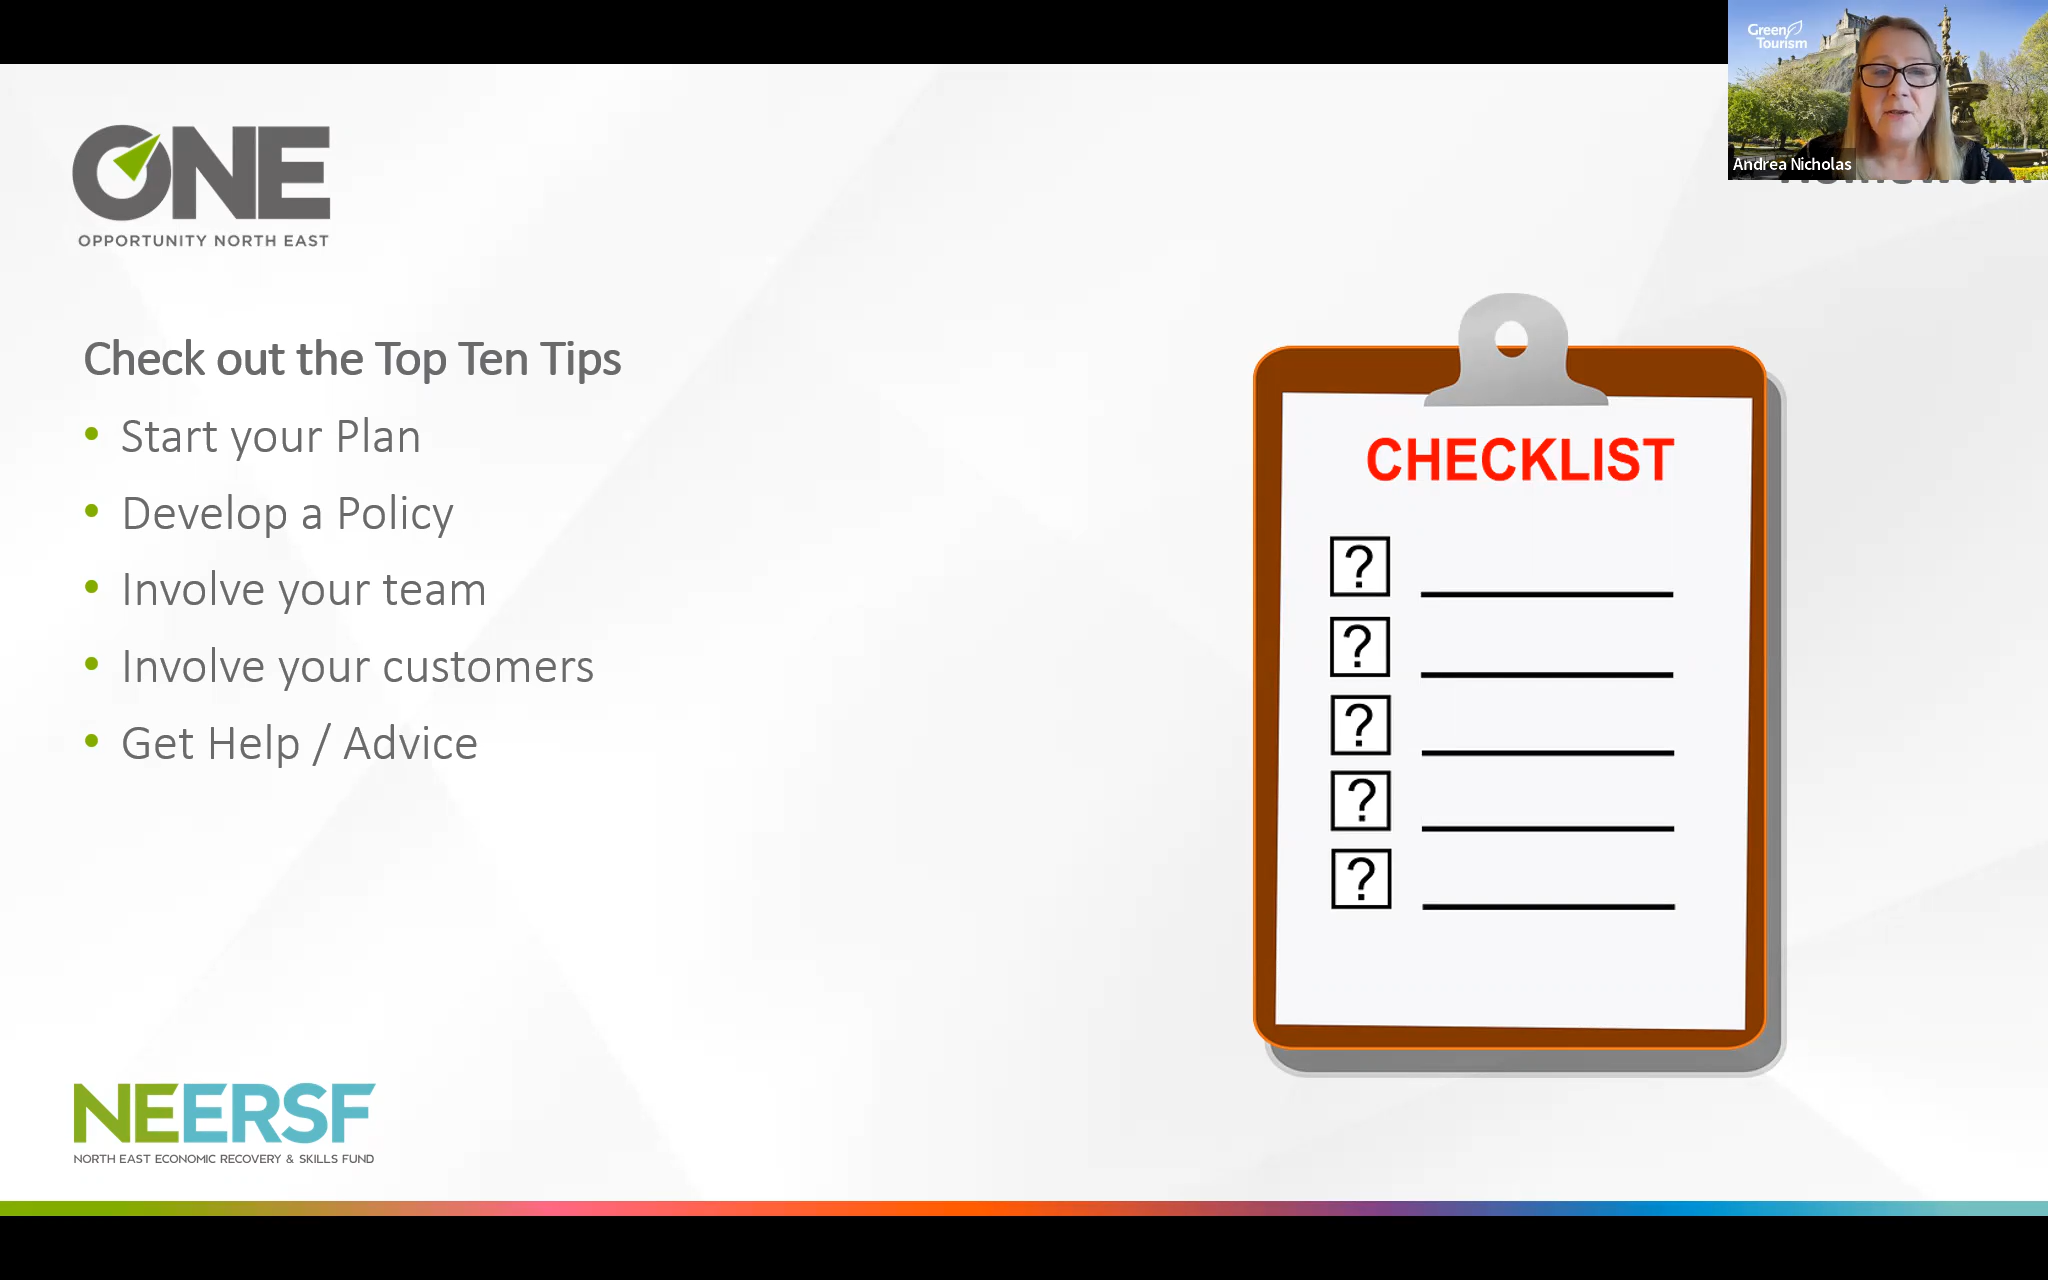 Green
Tourism
Andrea Nicholas
ONE
OPPORTUNITY NORTH EAST
Check out the Top Ten Tips
• Start your Plan
• Develop a Policy
• Involve your team
• Involve your customers
• Get Help / Advice
CHECKLIST
?
?
?
?
?
NEERSF
NORTH EAST ECONOMIC RECOVERY & SKILLS FUND